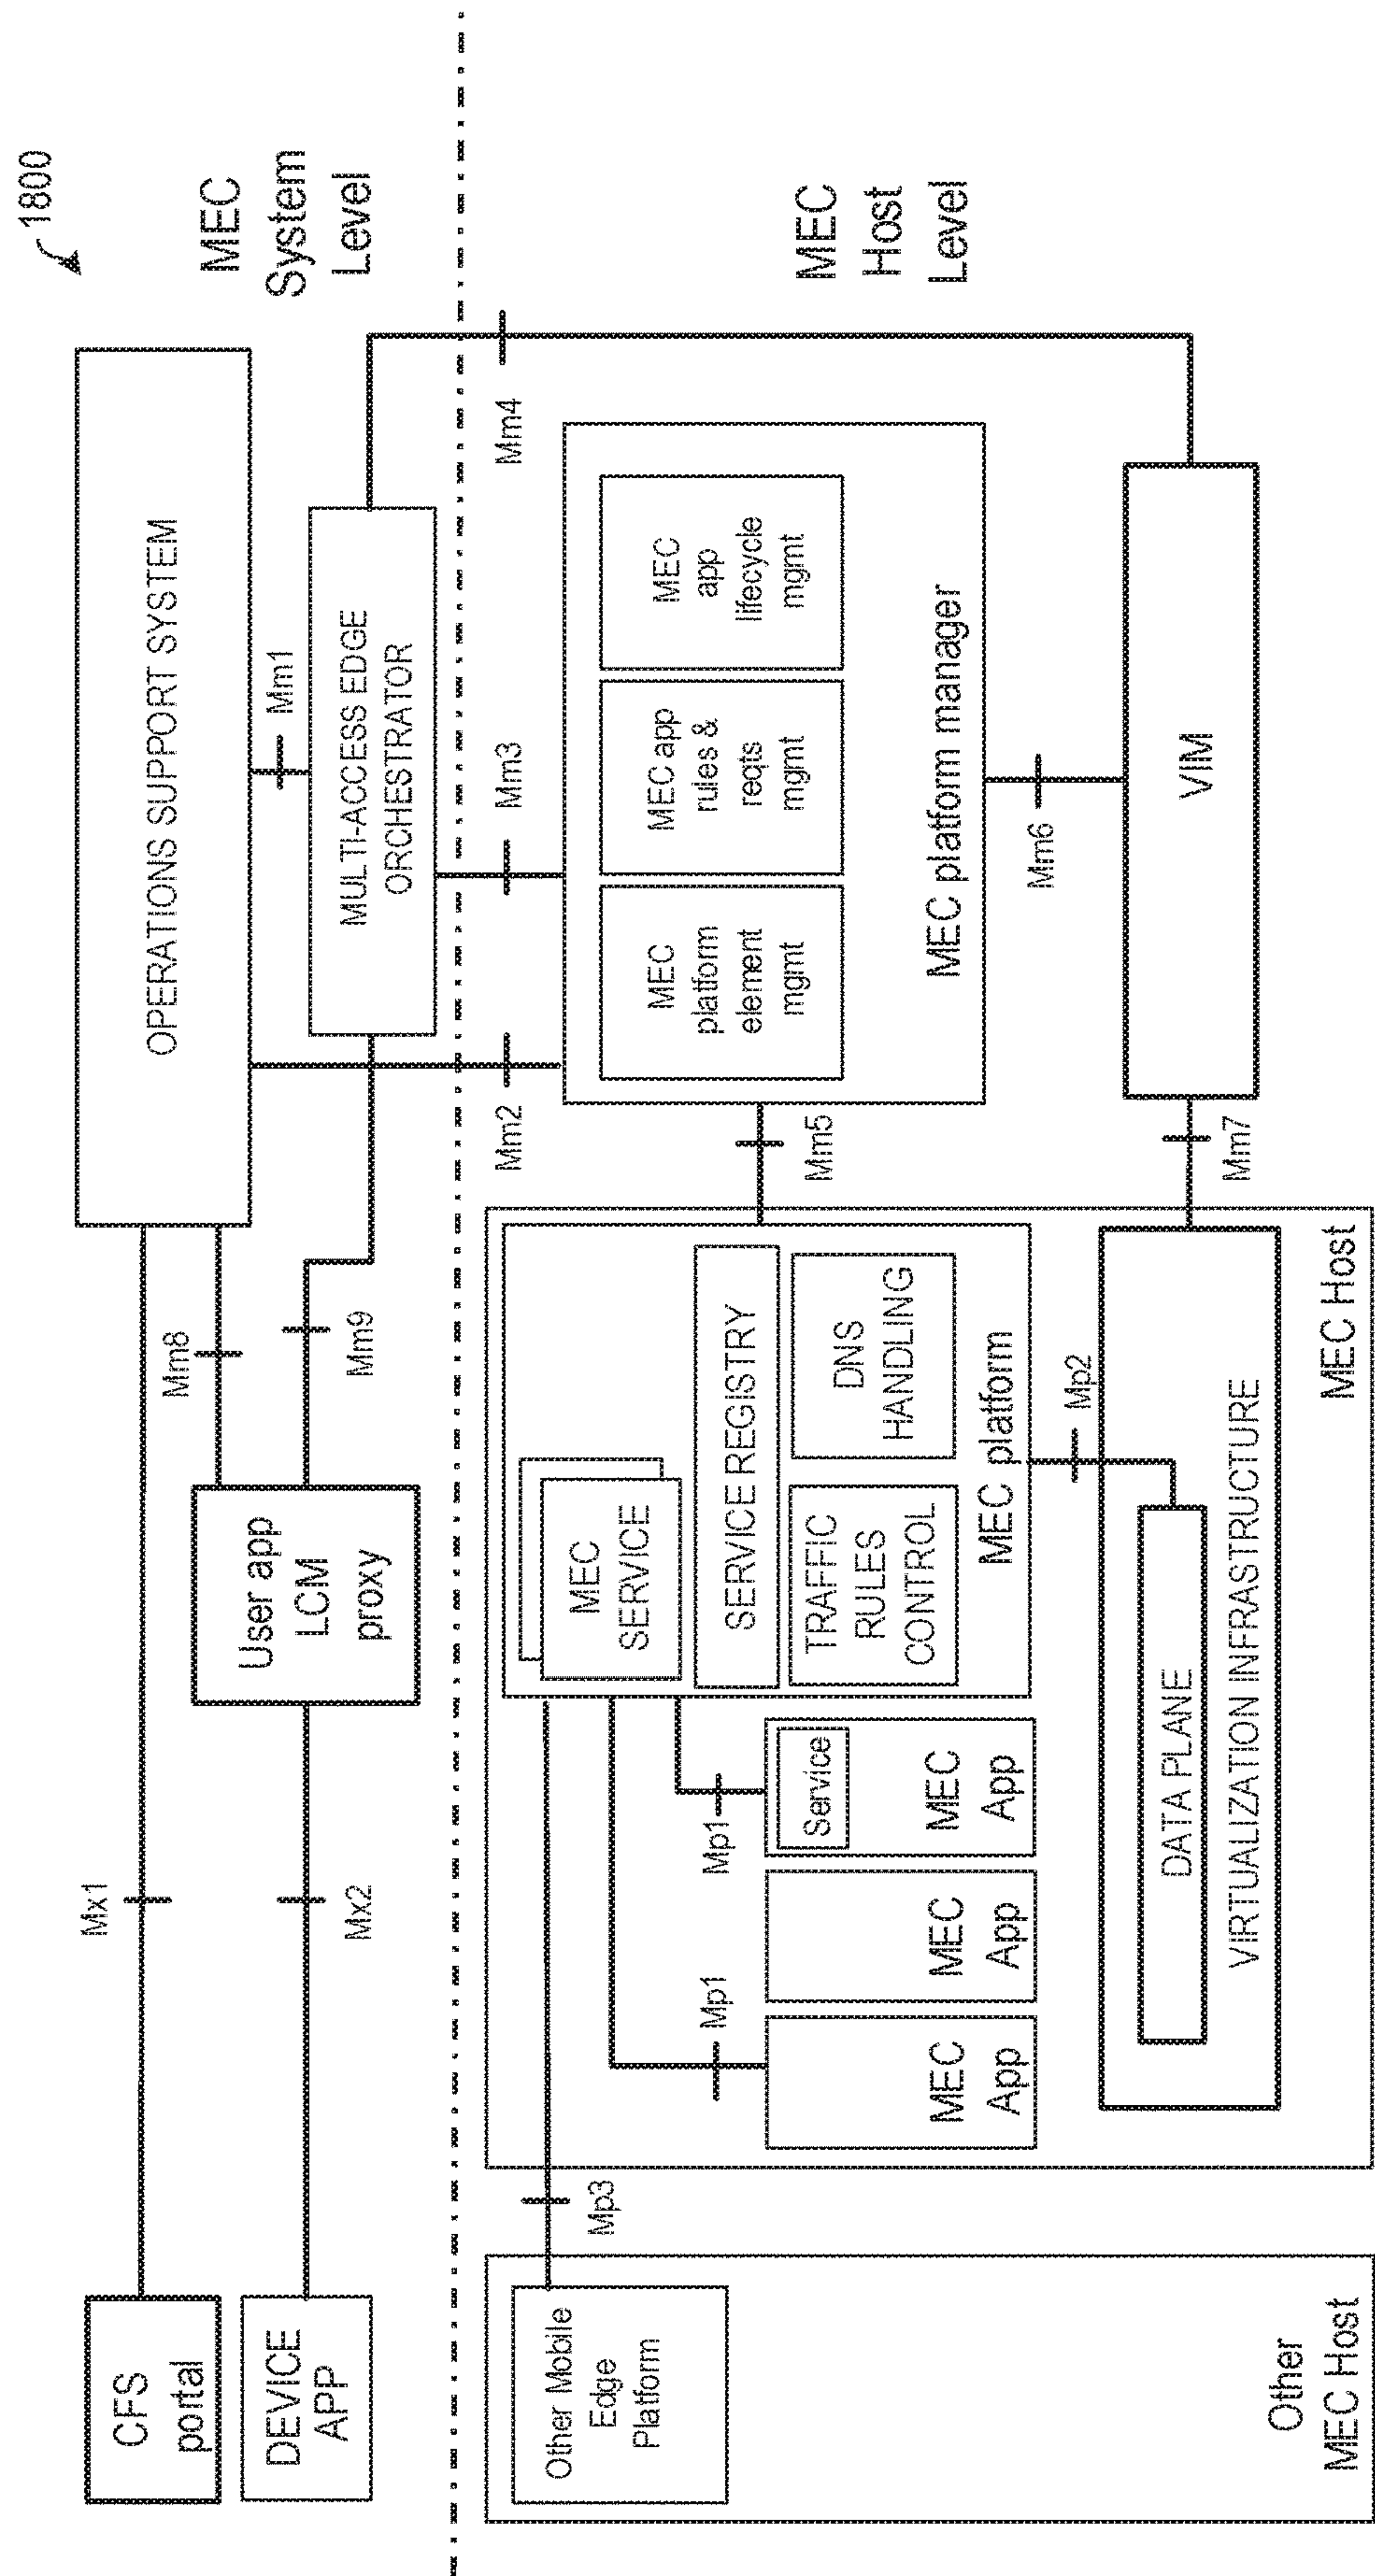 1800
MEC
System
Level
OPERATIONS SUPPORT SYSTEM
CFS
portal
Mx1
Mm8
Mm1
DEVICE
APP
Mx2
User app
LCM
proxy
Mm9
MULTI-ACCESS EDGE
ORCHESTRATOR
Mm2
Mm3
Mm4
MEC
Host
Level
Other Mobile
Edge
Platform
Other
MEC Host
Mp3
Mp1
Mp1
MEC
App
MEC
App
Service
MEC
App
MEC
SERVICE
SERVICE REGISTRY
TRAFFIC
RULES
CONTROL
DNS
HANDLING
MEC platform
Mp2
DATA PLANE
VIRTUALIZATION INFRASTRUCTURE
MEC Host
Mm5
MEC
platform
element
mgmt
MEC app
rules &
reqts
mgmt
MEC
app
lifecycle
mgmt
MEC platform manager
Mm6
Mm7
VIM